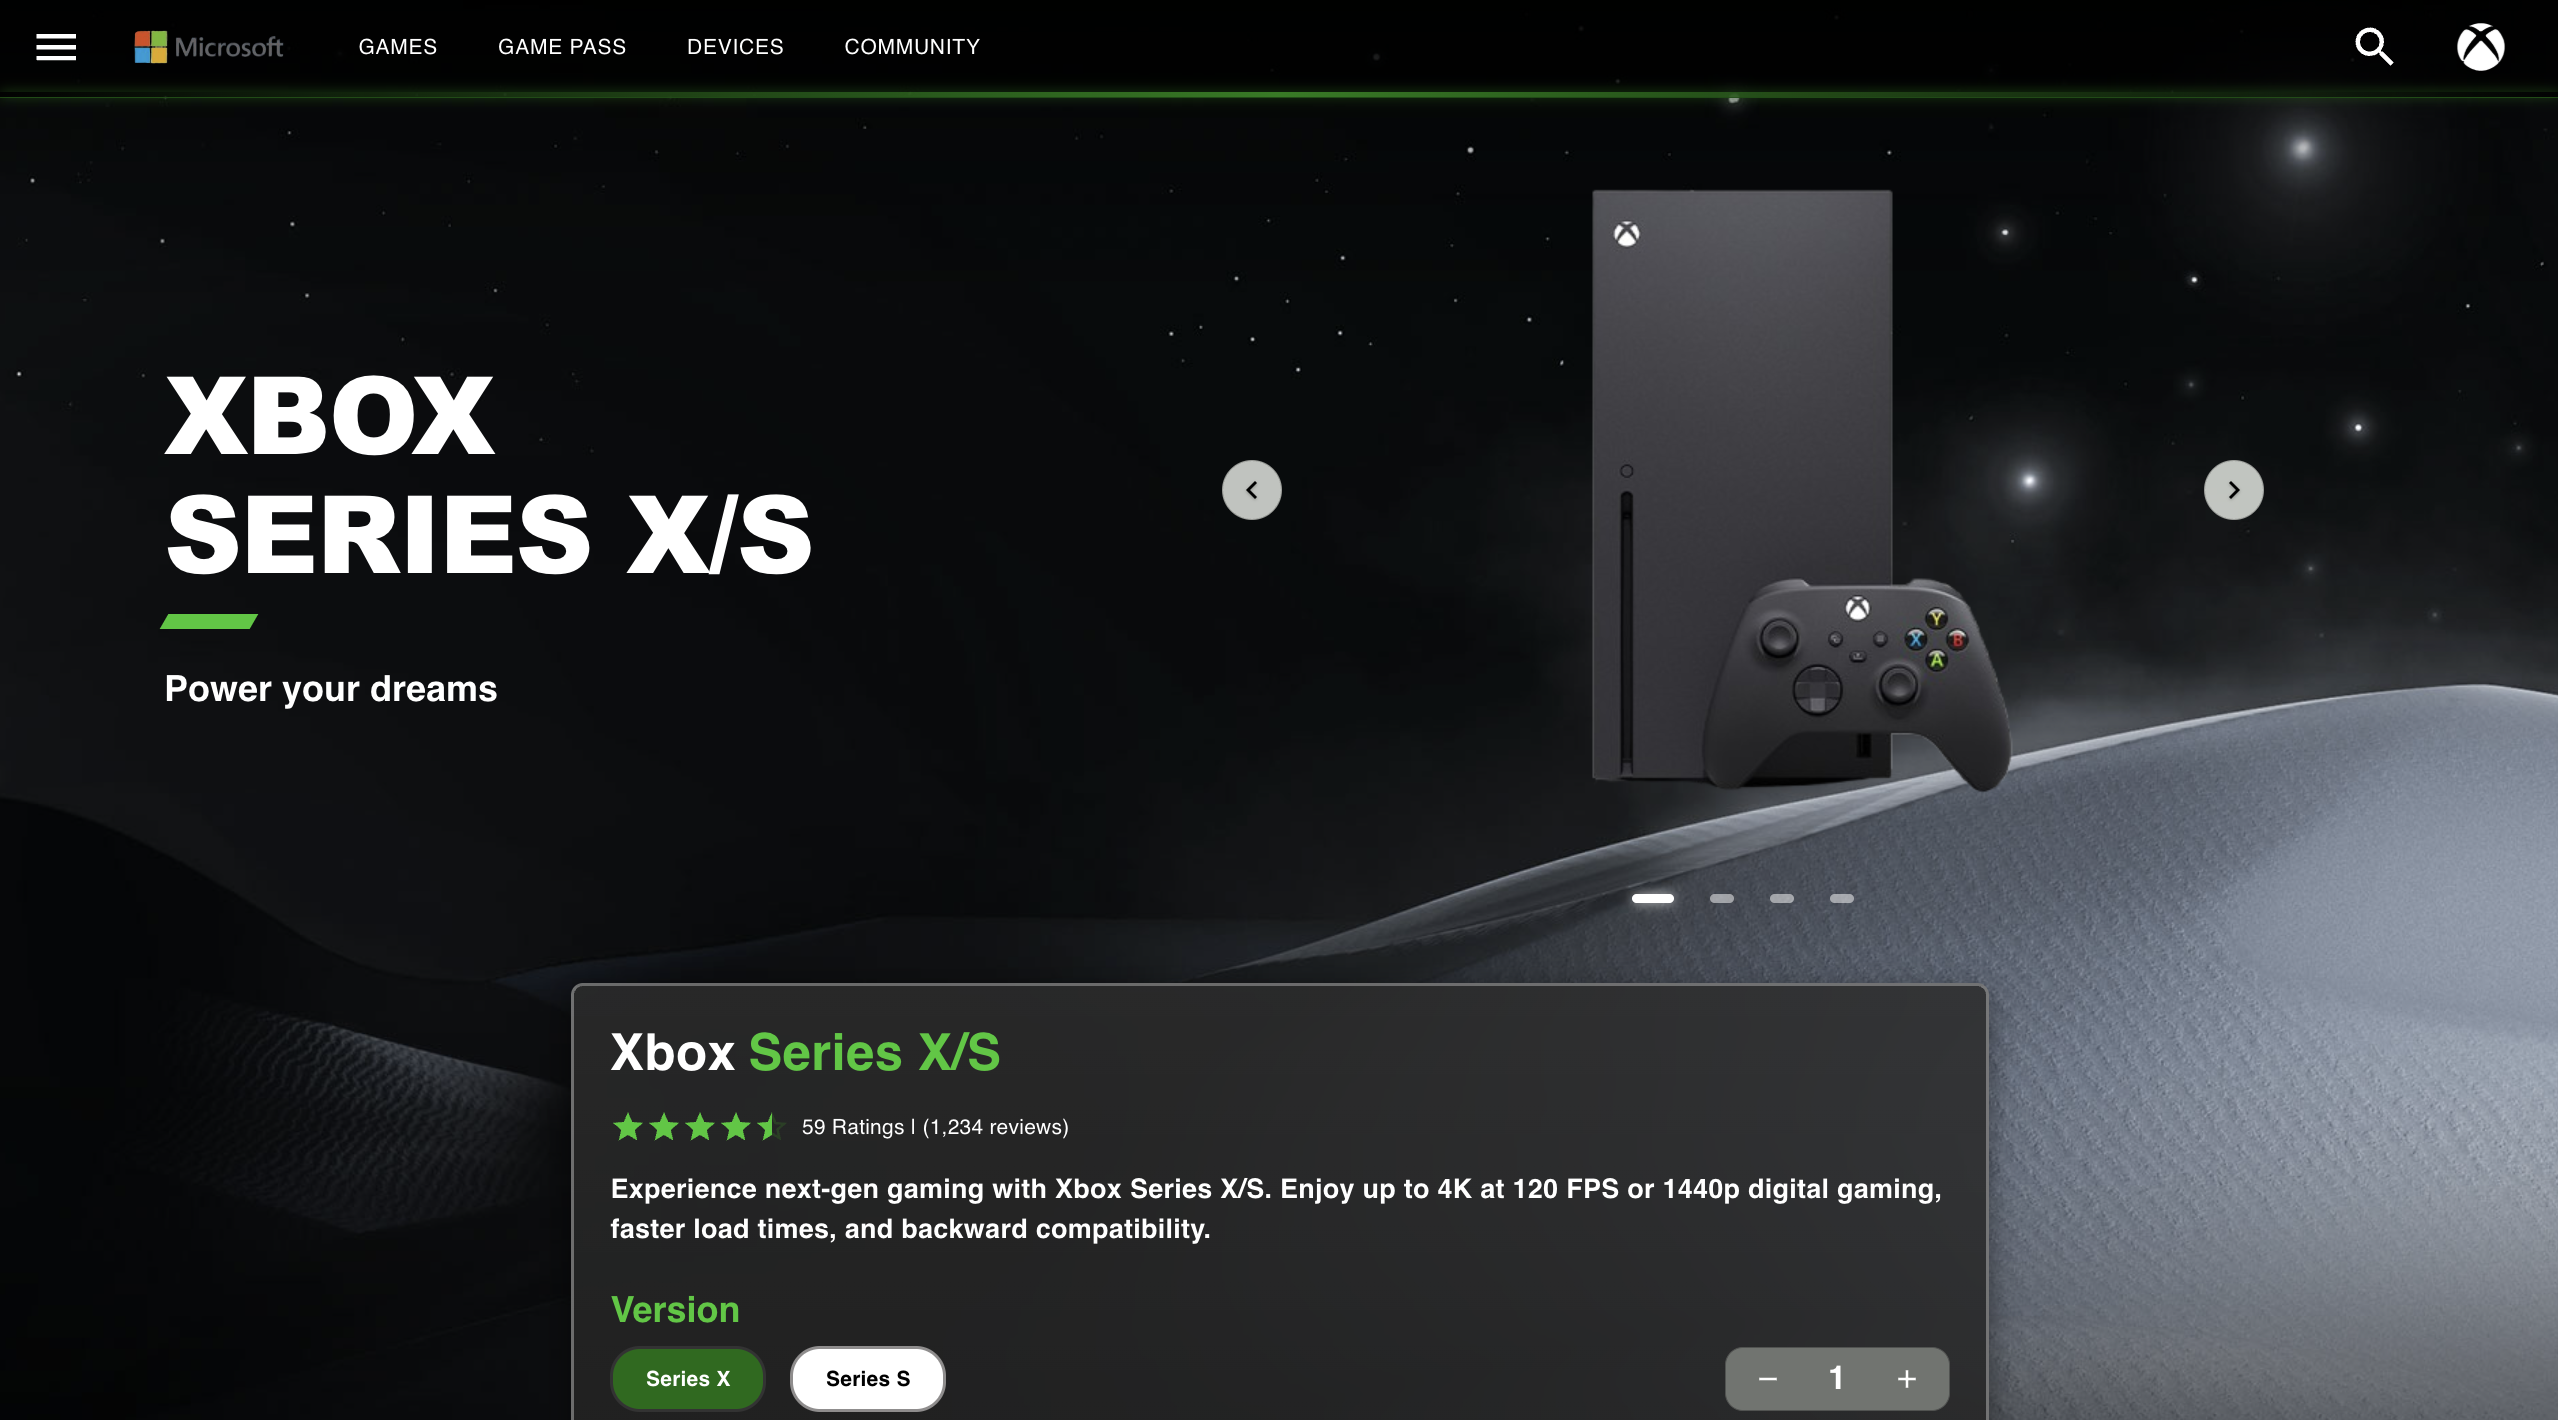 Microsoft
GAMES
GAME PASS
DEVICES
COMMUNITY
XBOX
SERIES X/S
Power your dreams
Y
X
B
A
Xbox Series X/S
59 Ratings | (1,234 reviews)
Experience next-gen gaming with Xbox Series X/S. Enjoy up to 4K at 120 FPS or 1440p digital gaming,
faster load times, and backward compatibility.
Version
Series X
Series S
− 1 +